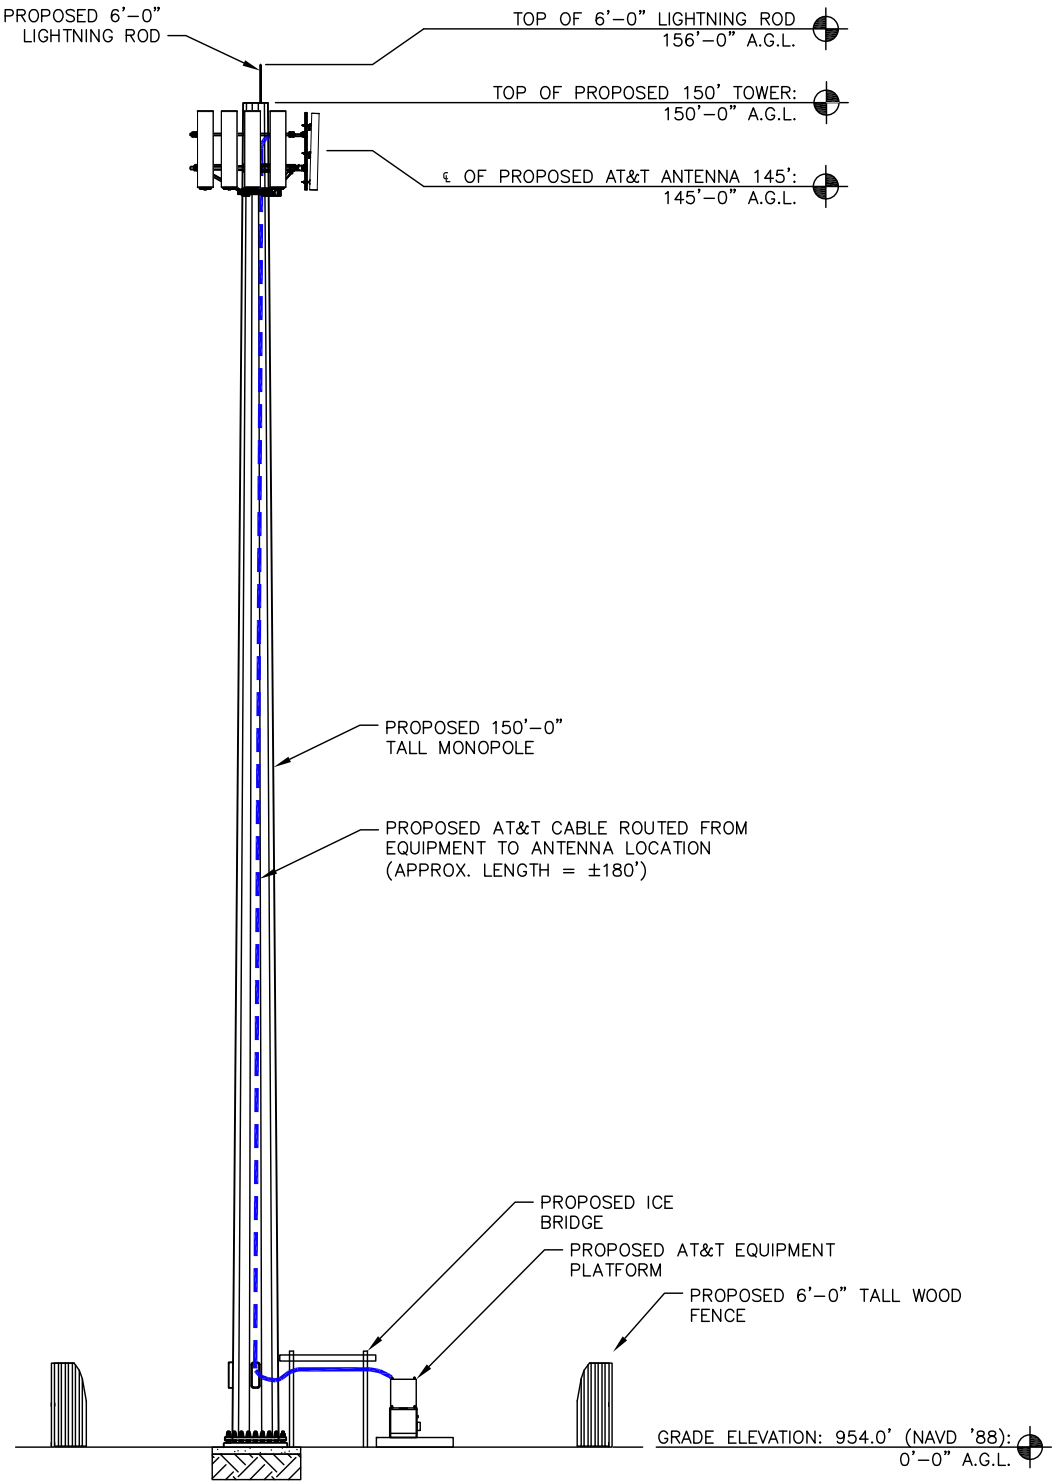 PROPOSED 6'-0"
LIGHTNING ROD
TOP OF 6'-0" LIGHTNING ROD
156'-0" A.G.L.
TOP OF PROPOSED 150' TOWER:
150'-0" A.G.L.
℄ OF PROPOSED AT&T ANTENNA 145':
145'-0" A.G.L.
PROPOSED 150'-0"
TALL MONOPOLE
PROPOSED AT&T CABLE ROUTED FROM
EQUIPMENT TO ANTENNA LOCATION
(APPROX. LENGTH = ±180')
PROPOSED ICE
BRIDGE
PROPOSED AT&T EQUIPMENT
PLATFORM
PROPOSED 6'-0" TALL WOOD
FENCE
GRADE ELEVATION: 954.0' (NAVD '88):
0'-0" A.G.L.